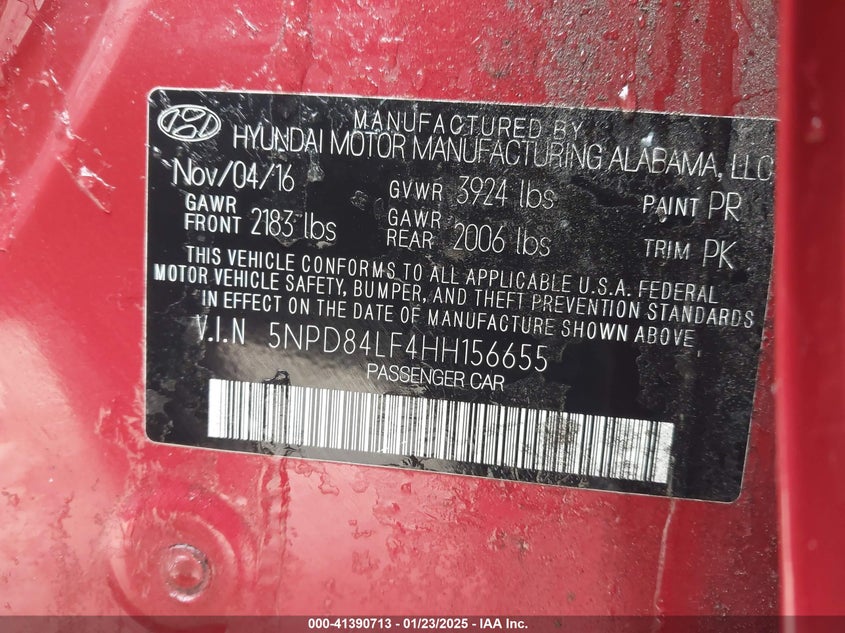 MANUFACTURED BY
HYUNDAI MOTOR MANUFACTURING ALABAMA, LLC
Nov/04/16 GVWR 3924 lbs PAINT PR
GAWR FRONT 2183 lbs GAWR REAR 2006 lbs TRIM PK
THIS VEHICLE CONFORMS TO ALL APPLICABLE U.S.A. FEDERAL
MOTOR VEHICLE SAFETY, BUMPER, AND THEFT PREVENTION STANDARDS
IN EFFECT ON THE DATE OF MANUFACTURE SHOWN ABOVE
V.I.N 5NPD84LF4HH156655
PASSENGER CAR
000-41390713 - 01/23/2025 - IAA Inc.